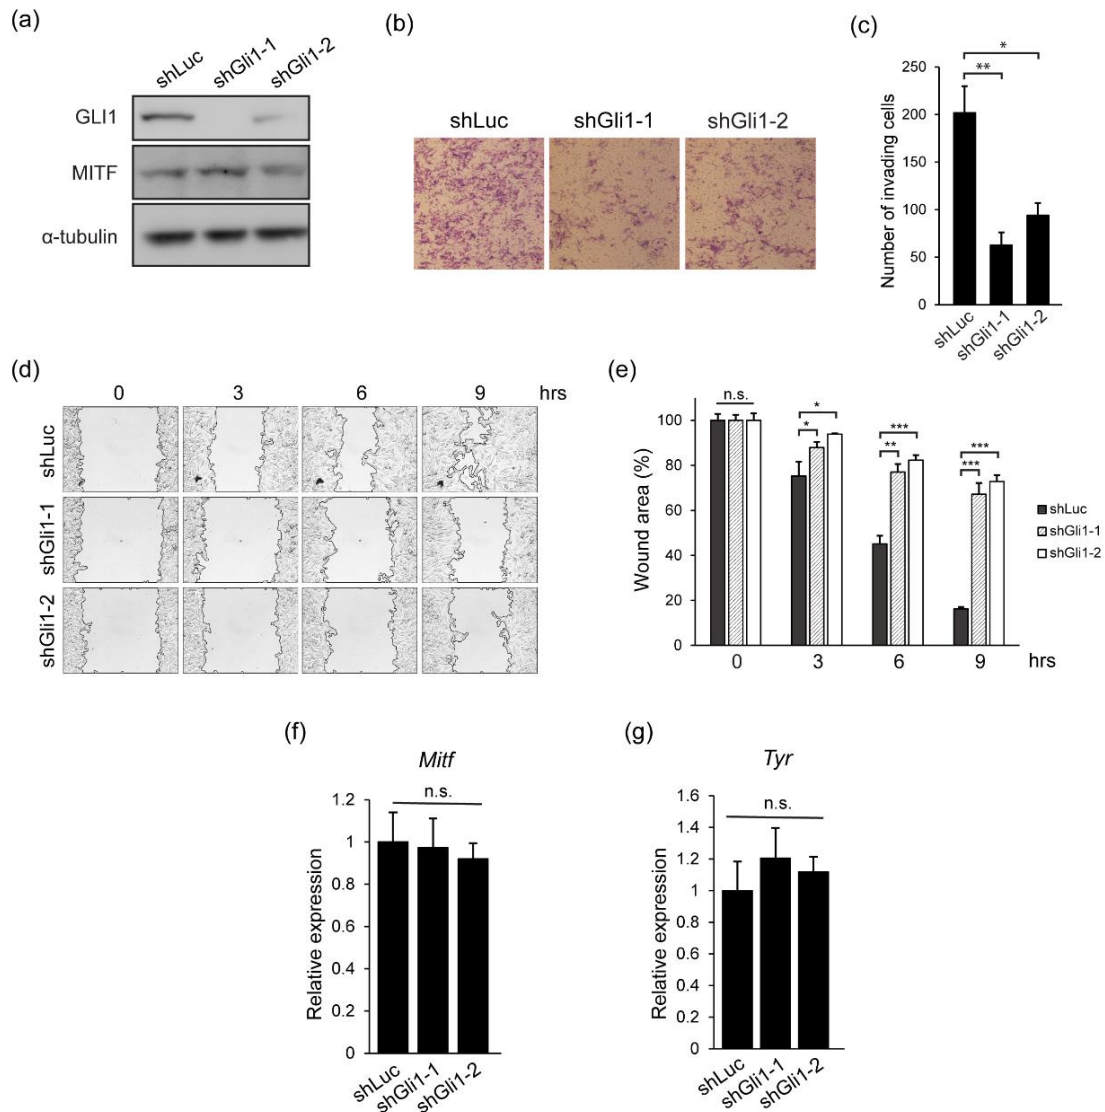 (a)
shLuc shGli1-1 shGli1-2
GLI1
MITF
α-tubulin
(b)
shLuc shGli1-1 shGli1-2
(c)
**
*
Number of invading cells
250
200
150
100
50
0
shLuc shGli1-1 shGli1-2
(d)
0 3 6 9 hrs
shLuc
shGli1-1
shGli1-2
(e)
n.s.
* *
** ***
*** ***
Wound area (%)
100
80
60
40
20
0
0 3 6 9 hrs
shLuc
shGli1-1
shGli1-2
(f)
Mitf
n.s.
Relative expression
1.2
1
0.8
0.6
0.4
0.2
0
shLuc shGli1-1 shGli1-2
(g)
Tyr
n.s.
Relative expression
1.6
1.4
1.2
1
0.8
0.6
0.4
0.2
0
shLuc shGli1-1 shGli1-2